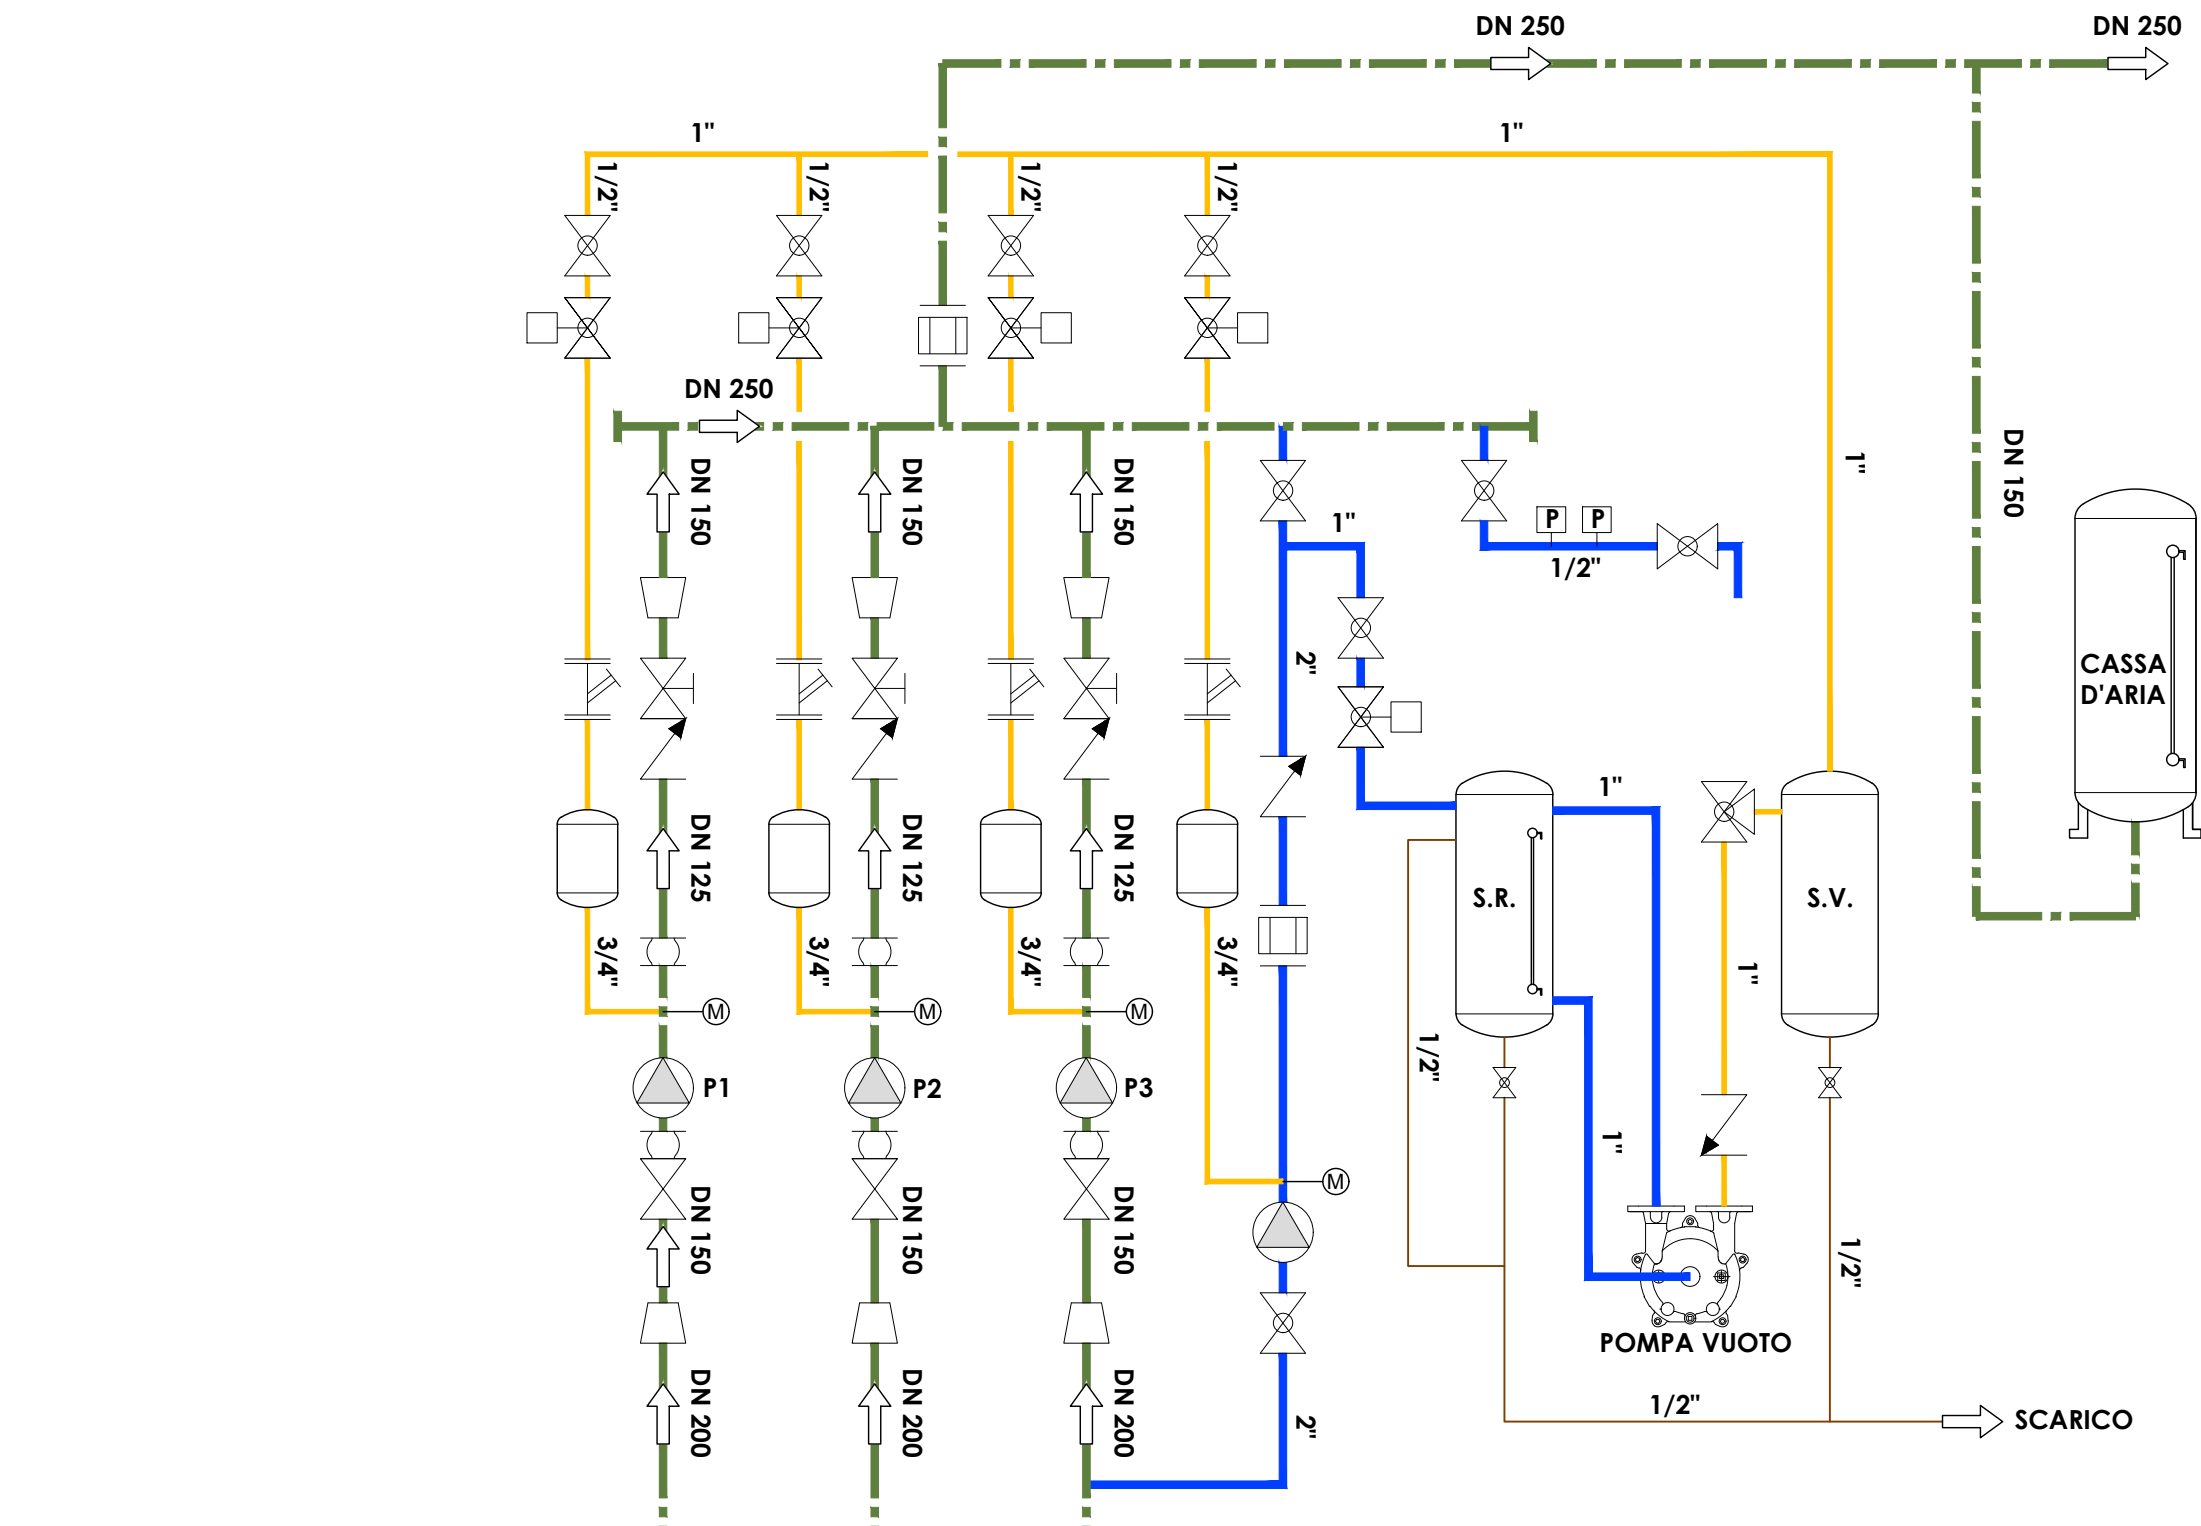 DN 250
DN 250
1"
1"
1/2"
1/2"
1/2"
1/2"
DN 250
DN 150
DN 150
DN 150
1"
DN 150
1"
P
P
1/2"
2"
CASSA
D'ARIA
1"
DN 125
DN 125
DN 125
S.R.
S.V.
3/4"
3/4"
3/4"
3/4"
1"
M
M
M
1/2"
P1
P2
P3
1"
M
DN 150
DN 150
DN 150
1/2"
POMPA VUOTO
DN 200
DN 200
DN 200
2"
1/2"
SCARICO